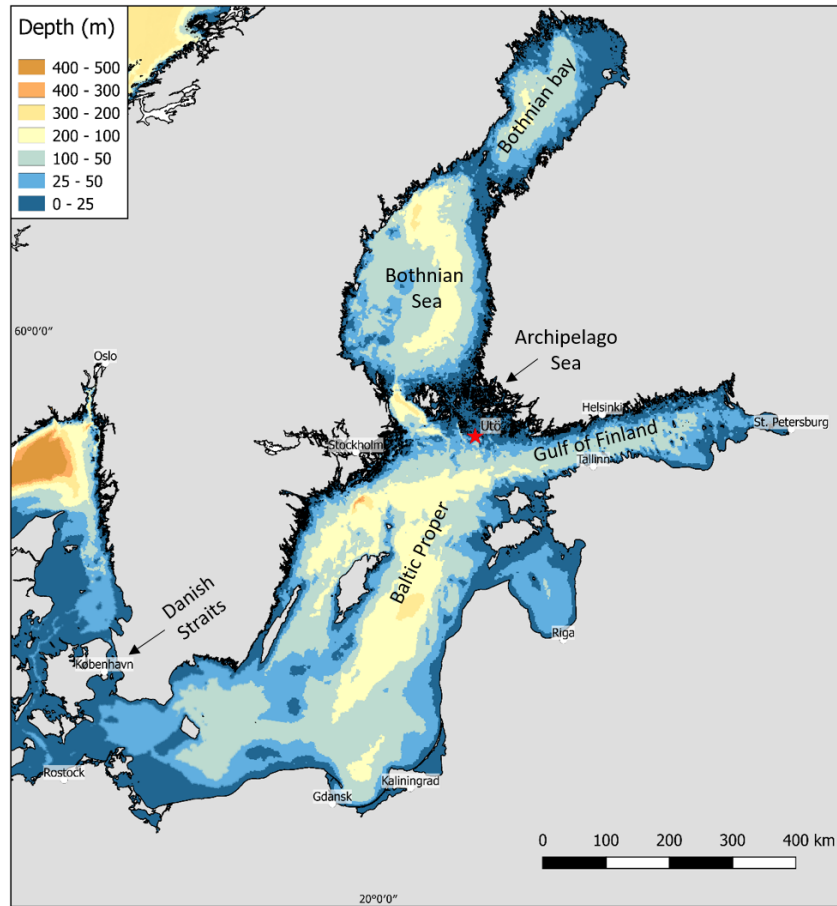 Depth (m)
400 - 500
400 - 300
300 - 200
200 - 100
100 - 50
25 - 50
0 - 25
Bothnian bay
Bothnian
Sea
60°0'0"
Archipelago
Sea
Oslo
Helsinki
Utö
St. Petersburg
Stockholm
Gulf of Finland
Tallinn
Baltic Proper
Danish
Straits
Riga
København
Rostock
Kaliningrad
Gdansk
0 100 200 300 400 km
20°0'0"